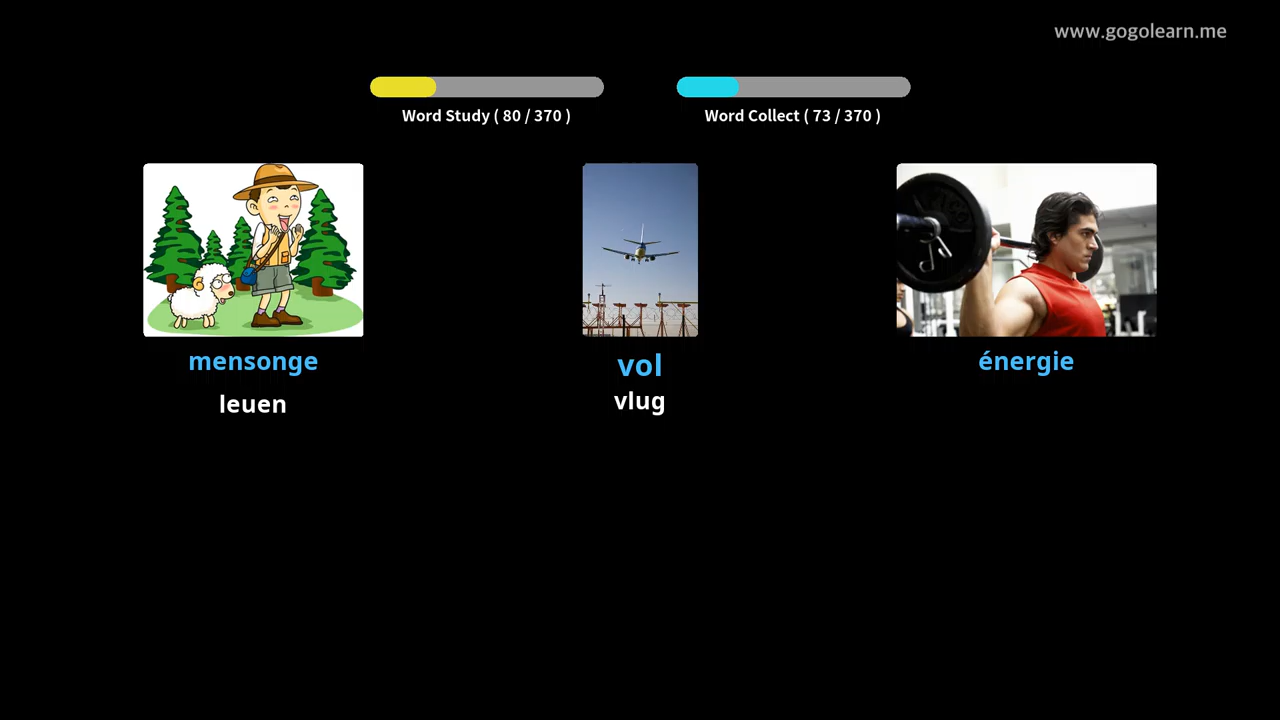 www.gogolearn.me
Word Study ( 80 / 370 )
Word Collect ( 73 / 370 )
mensonge
leuen
vol
vlug
énergie